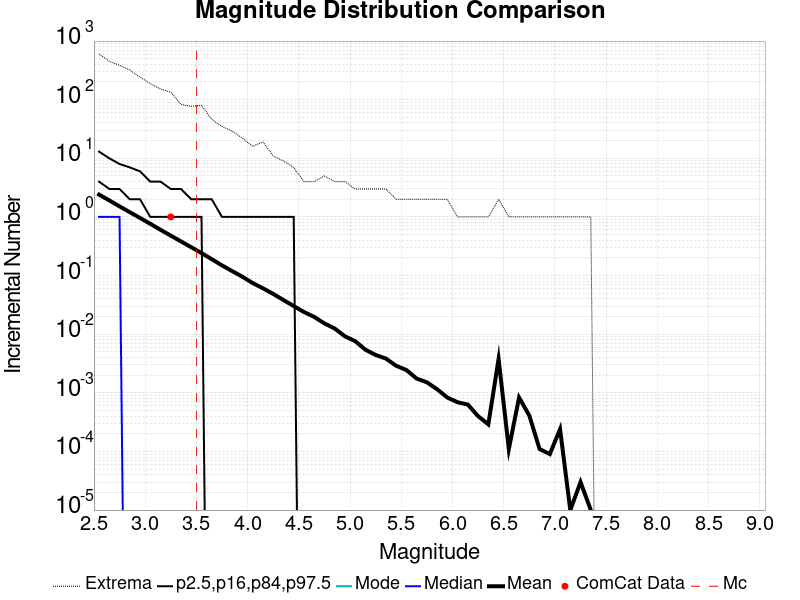 Magnitude Distribution Comparison
Incremental Number
10^3
10^2
10^1
10^0
10^-1
10^-2
10^-3
10^-4
10^-5
2.5 3.0 3.5 4.0 4.5 5.0 5.5 6.0 6.5 7.0 7.5 8.0 8.5 9.0
Magnitude
Extrema p2.5,p16,p84,p97.5 Mode Median Mean ComCat Data Mc